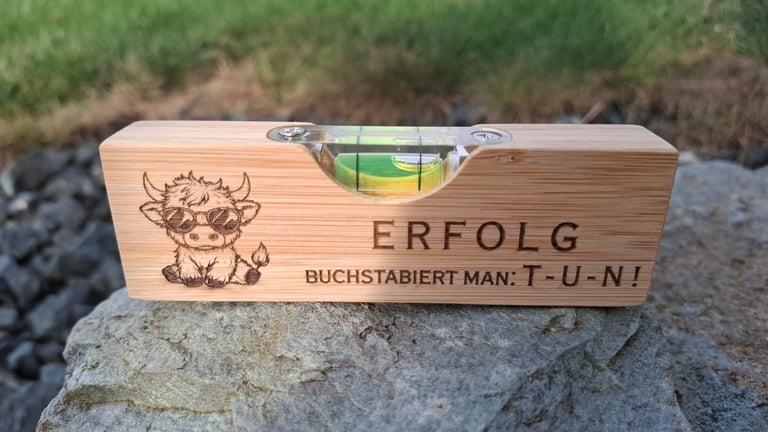 ERFOLG
BUCHSTABIERT MAN: T-U-N!